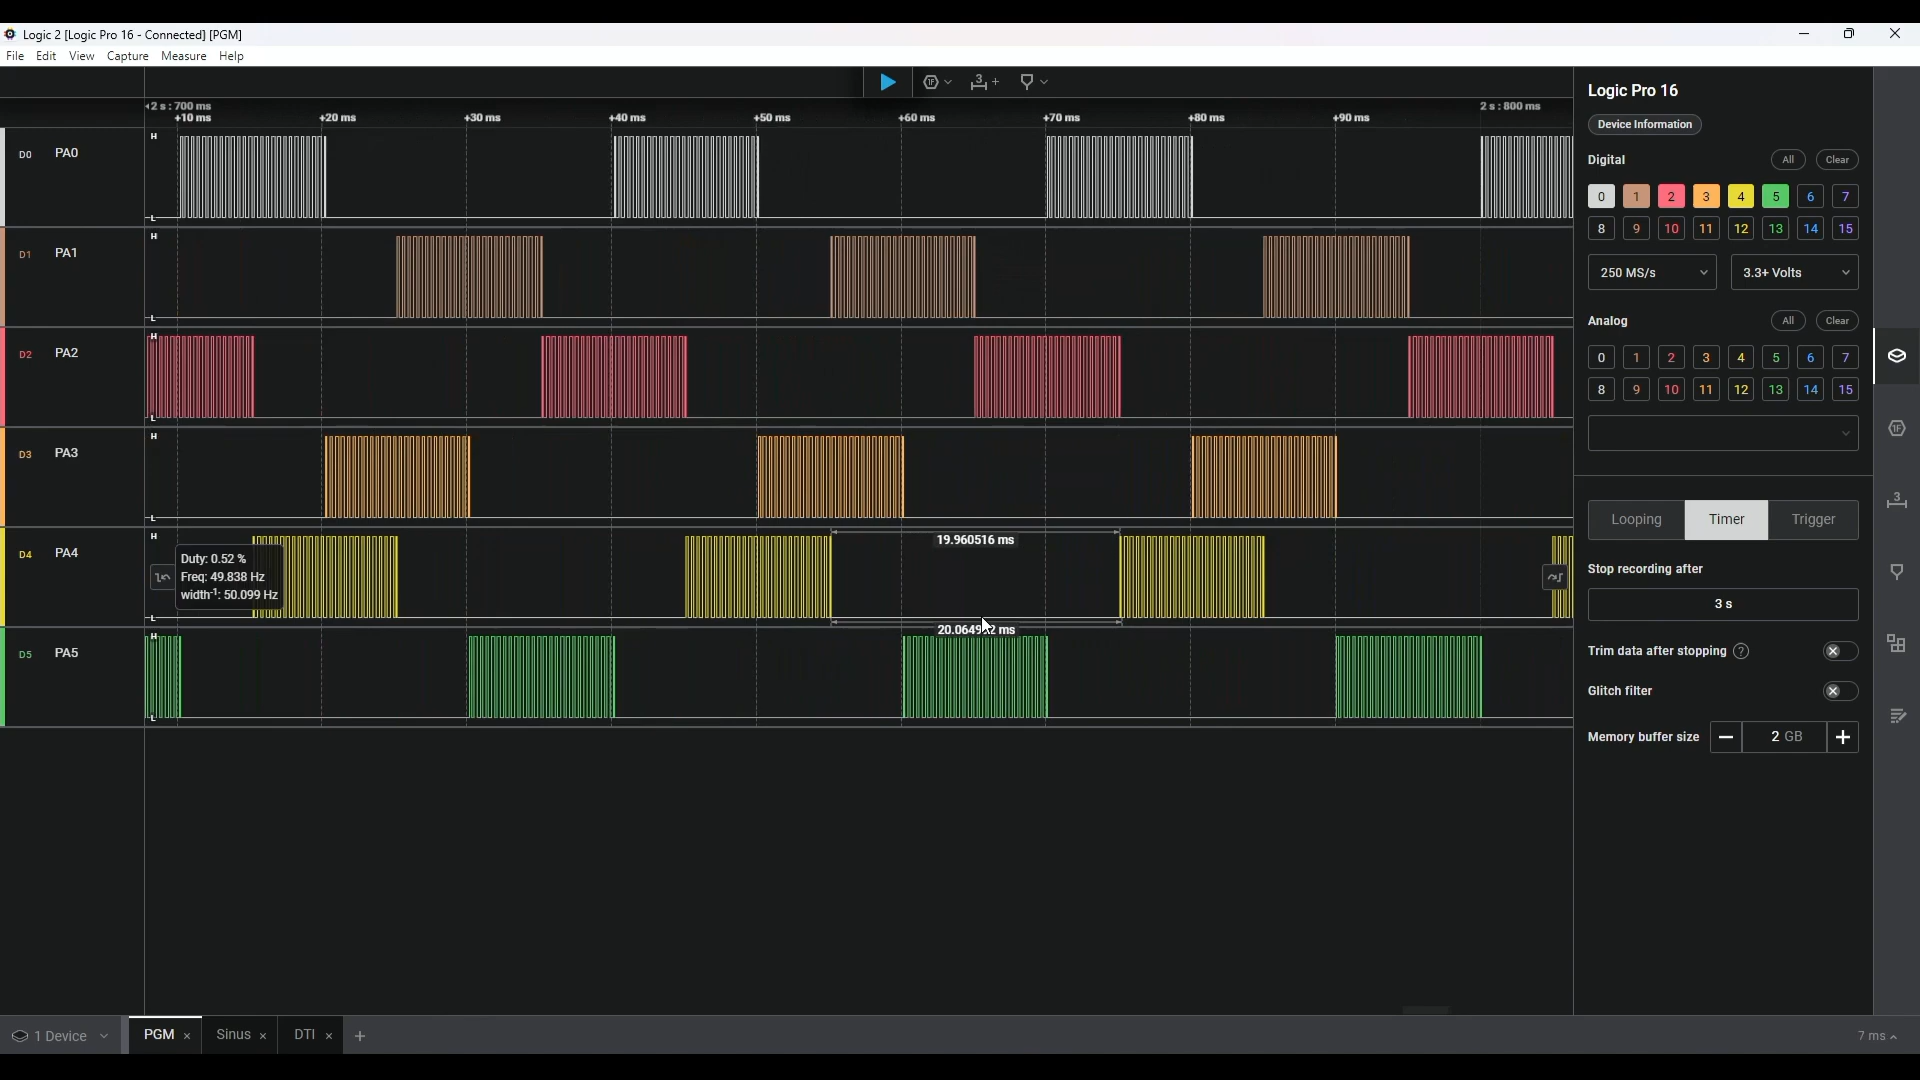 Logic 2 [Logic Pro 16 - Connected] [PGM]
File Edit View Capture Measure Help
2 s : 700 ms
2 s : 800 ms
+10 ms +20 ms +30 ms +40 ms +50 ms +60 ms +70 ms +80 ms +90 ms
D0 PA0
H
L
D1 PA1
H
L
D2 PA2
H
L
D3 PA3
H
L
D4 PA4
H
L
Duty: 0.52 %
Freq: 49.838 Hz
width-1: 50.099 Hz
19.960516 ms
ms
D5 PA5
H
L
Logic Pro 16
Device Information
Digital All Clear
0 1 2 3 4 5 6 7
8 9 10 11 12 13 14 15
250 MS/s 3.3+ Volts
Analog All Clear
0 1 2 3 4 5 6 7
8 9 10 11 12 13 14 15
Looping Timer Trigger
Stop recording after
3 s
Trim data after stopping ?
Glitch filter
Memory buffer size − 2 GB +
1F
3
1 Device PGM × Sinus × DTI × +
7 ms